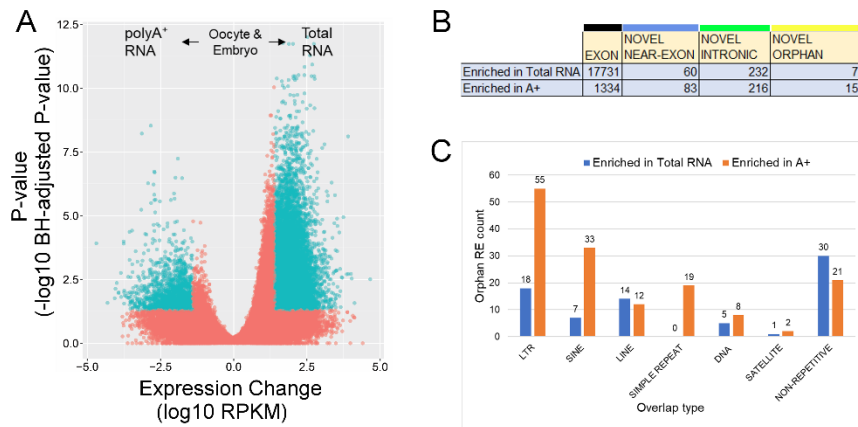 A
polyA+ RNA
Oocyte & Embryo
Total RNA
P-value
(-log10 BH-adjusted P-value)
12.5
10.0
7.5
5.0
2.5
0.0
-5.0
-2.5
0.0
2.5
5.0
Expression Change
(log10 RPKM)
B
EXON
NOVEL NEAR-EXON
NOVEL INTRONIC
NOVEL ORPHAN
Enriched in Total RNA 17731 60 232 7
Enriched in A+ 1334 83 216 15
C
Enriched in Total RNA
Enriched in A+
Orphan RE count
60
50
40
30
20
10
0
18 55
7 33
14 12
0 19
5 8
1 2
30 21
LTR
SINE
LINE
SIMPLE REPEAT
DNA
SATELLITE
NON-REPETITIVE
Overlap type